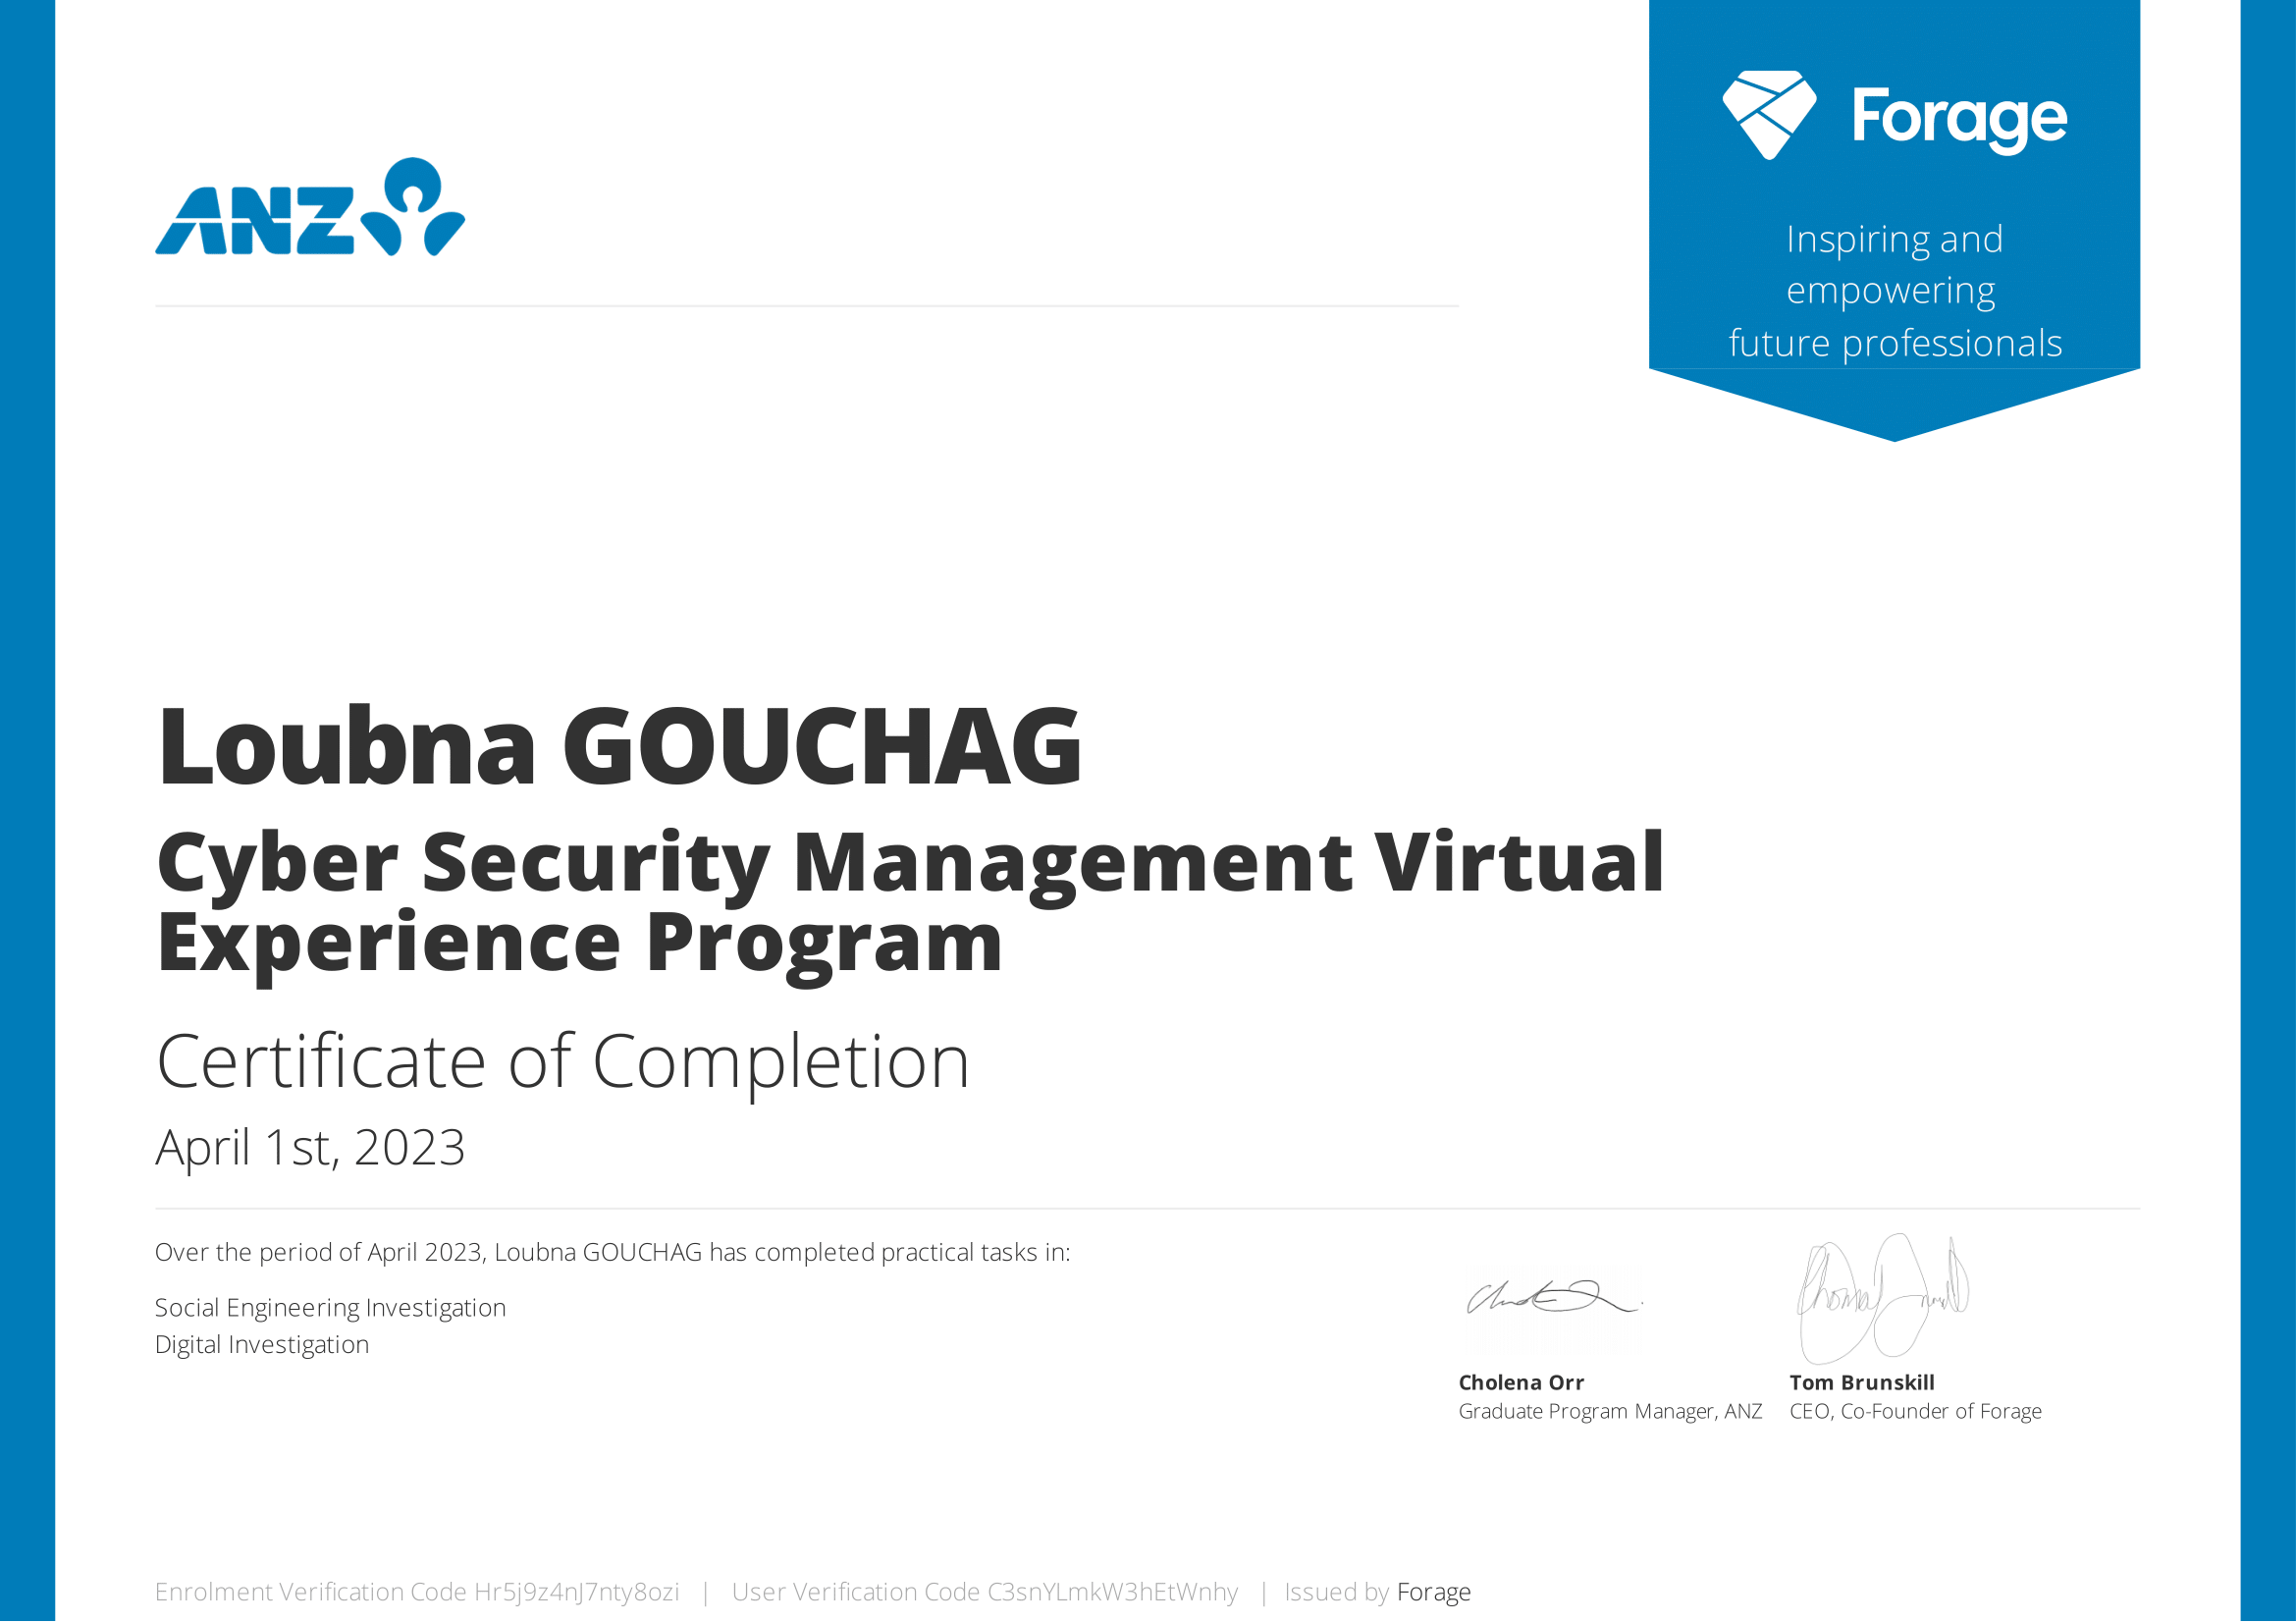 ANZ
Forage
Inspiring and
empowering
future professionals
Loubna GOUCHAG
Cyber Security Management Virtual
Experience Program
Certificate of Completion
April 1st, 2023
Over the period of April 2023, Loubna GOUCHAG has completed practical tasks in:
Social Engineering Investigation
Digital Investigation
Cholena Orr
Graduate Program Manager, ANZ
Tom Brunskill
CEO, Co-Founder of Forage
Enrolment Verification Code Hr5j9z4nJ7nty8ozi | User Verification Code C3snYLmkW3hEtWnhy | Issued by Forage